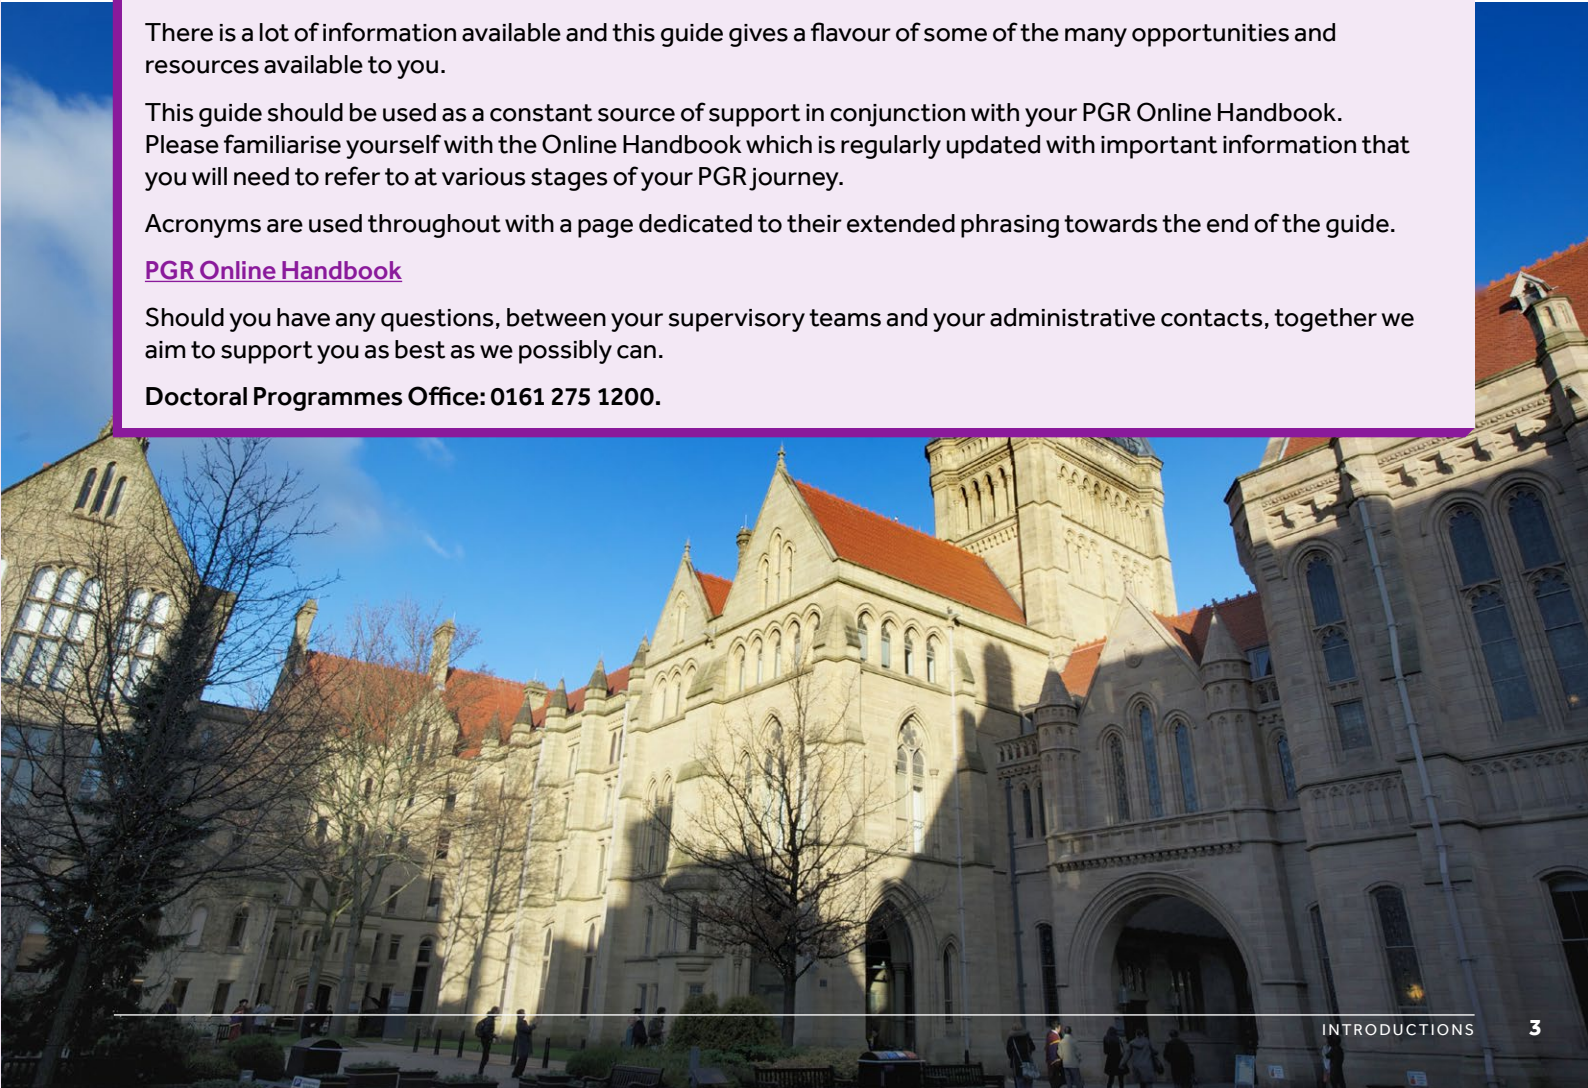 There is a lot of information available and this guide gives a flavour of some of the many opportunities and
resources available to you.
This guide should be used as a constant source of support in conjunction with your PGR Online Handbook.
Please familiarise yourself with the Online Handbook which is regularly updated with important information that
you will need to refer to at various stages of your PGR journey.
Acronyms are used throughout with a page dedicated to their extended phrasing towards the end of the guide.
PGR Online Handbook
Should you have any questions, between your supervisory teams and your administrative contacts, together we
aim to support you as best as we possibly can.
Doctoral Programmes Office: 0161 275 1200.
INTRODUCTIONS 3